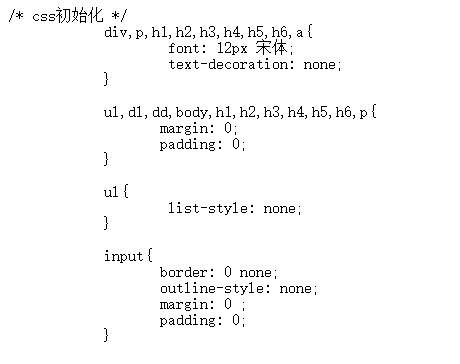 /* css初始化 */
div,p,h1,h2,h3,h4,h5,h6,a{
font: 12px 宋体;
text-decoration: none;
}
ul,dl,dd,body,h1,h2,h3,h4,h5,h6,p{
margin: 0;
padding: 0;
}
ul{
list-style: none;
}
input{
border: 0 none;
outline-style: none;
margin: 0 ;
padding: 0;
}